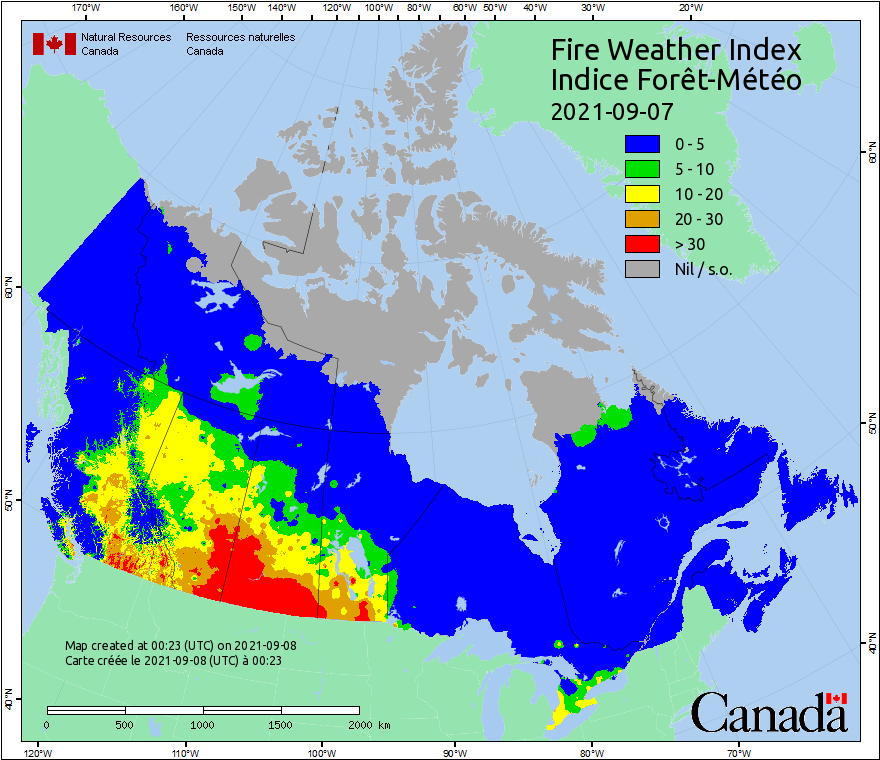 170°W 160°W 150°W 140°W 130°W 120°W 110°W 100°W 90°W 80°W 70°W 60°W 50°W 40°W 30°W 20°W
Natural Resources Ressources naturelles
Canada Canada
Fire Weather Index
Indice Forêt-Météo
2021-09-07
0 - 5
5 - 10
10 - 20
20 - 30
> 30
Nil / s.o.
60°N
60°N
50°N
50°N
40°N
40°N
Map created at 00:23 (UTC) on 2021-09-08
Carte créée le 2021-09-08 (UTC) à 00:23
0 500 1000 1500 2000 km
Canada
120°W 110°W 100°W 90°W 80°W 70°W